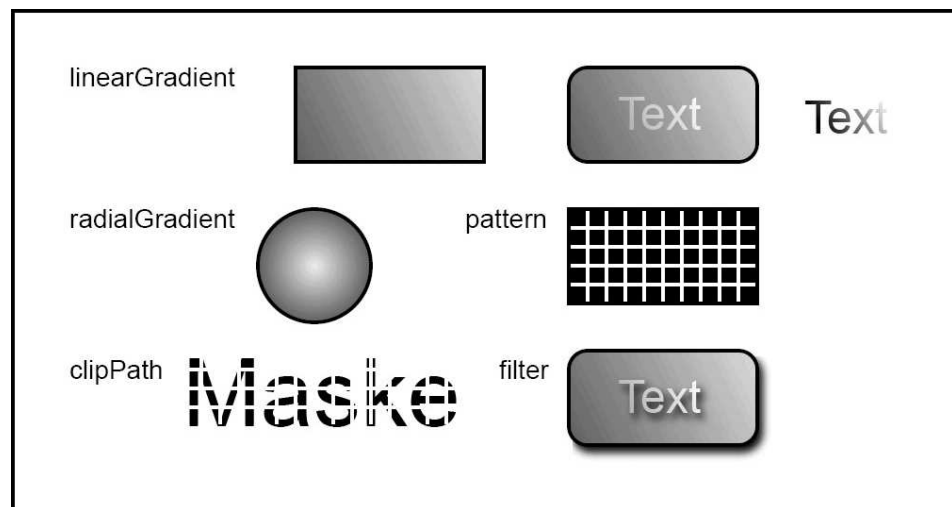 linearGradient
Text
Text
radialGradient
pattern
clipPath
Maske
filter
Text